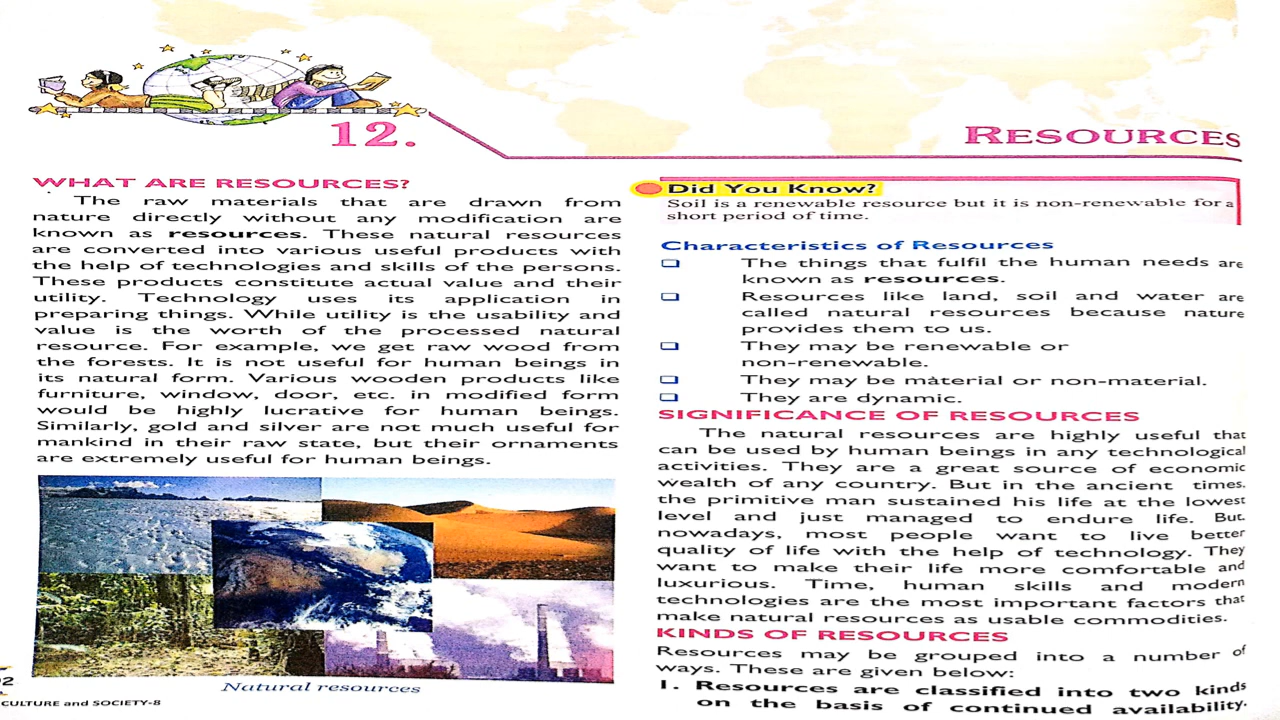 12.
RESOURCES
WHAT ARE RESOURCES?
The raw materials that are drawn from
nature directly without any modification are
known as resources. These natural resources
are converted into various useful products with
the help of technologies and skills of the persons.
These products constitute actual value and their
utility. Technology uses its application in
preparing things. While utility is the usability and
value is the worth of the processed natural
resource. For example, we get raw wood from
the forests. It is not useful for human beings in
its natural form. Various wooden products like
furniture, window, door, etc. in modified form
would be highly lucrative for human beings.
Similarly, gold and silver are not much useful for
mankind in their raw state, but their ornaments
are extremely useful for human beings.
Natural resources
CULTURE and SOCIETY-8
Did You Know?
Soil is a renewable resource but it is non-renewable for a
short period of time.
Characteristics of Resources
The things that fulfil the human needs are
known as resources.
Resources like land, soil and water are
called natural resources because nature
provides them to us.
They may be renewable or
non-renewable.
They may be material or non-material.
They are dynamic.
SIGNIFICANCE OF RESOURCES
The natural resources are highly useful that
can be used by human beings in any technological
activities. They are a great source of economic
wealth of any country. But in the ancient times.
the primitive man sustained his life at the lowest
level and just managed to endure life. But.
nowadays, most people want to live better
quality of life with the help of technology. They
want to make their life more comfortable and
luxurious. Time, human skills and modern
technologies are the most important factors that
make natural resources as usable commodities.
KINDS OF RESOURCES
Resources may be grouped into a number of
ways. These are given below:
1. Resources are classified into two kinds
on the basis of continued availability.